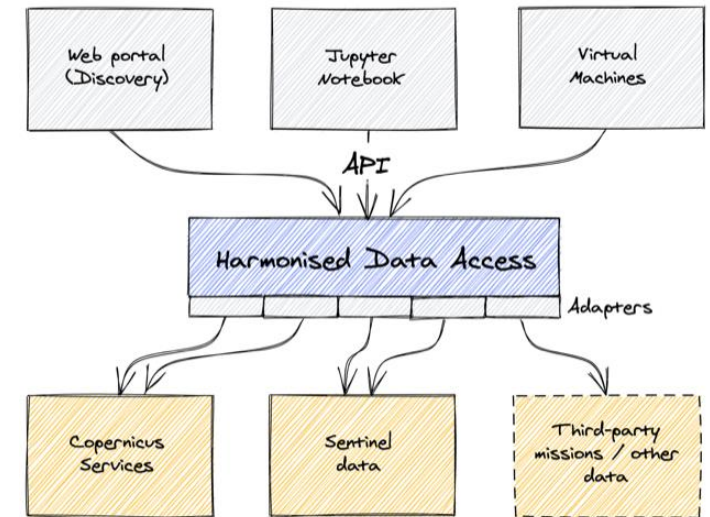 Web portal
(Discovery)
Jupyter
Notebook
Virtual
Machines
API
Harmonised Data Access
Adapters
Copernicus
Services
Sentinel
data
Third-party
missions / other
data